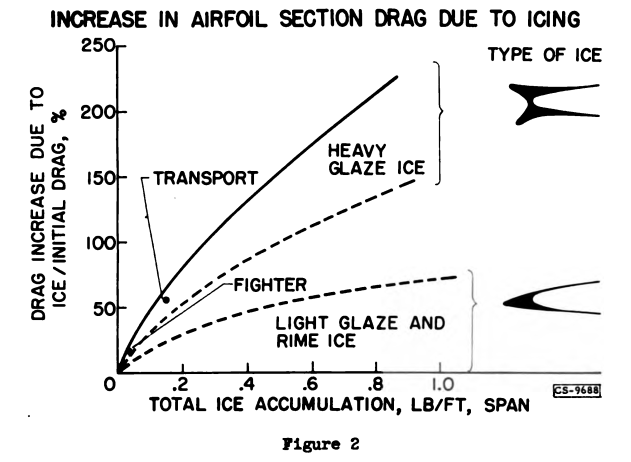 INCREASE IN AIRFOIL SECTION DRAG DUE TO ICING
TYPE OF ICE
DRAG INCREASE DUE TO
ICE/INITIAL DRAG, %
250
200
150
100
50
0
HEAVY
GLAZE ICE
TRANSPORT
FIGHTER
LIGHT GLAZE AND
RIME ICE
.2
.4
.6
.8
1.0
TOTAL ICE ACCUMULATION, LB/FT, SPAN
CS-9688
Figure 2